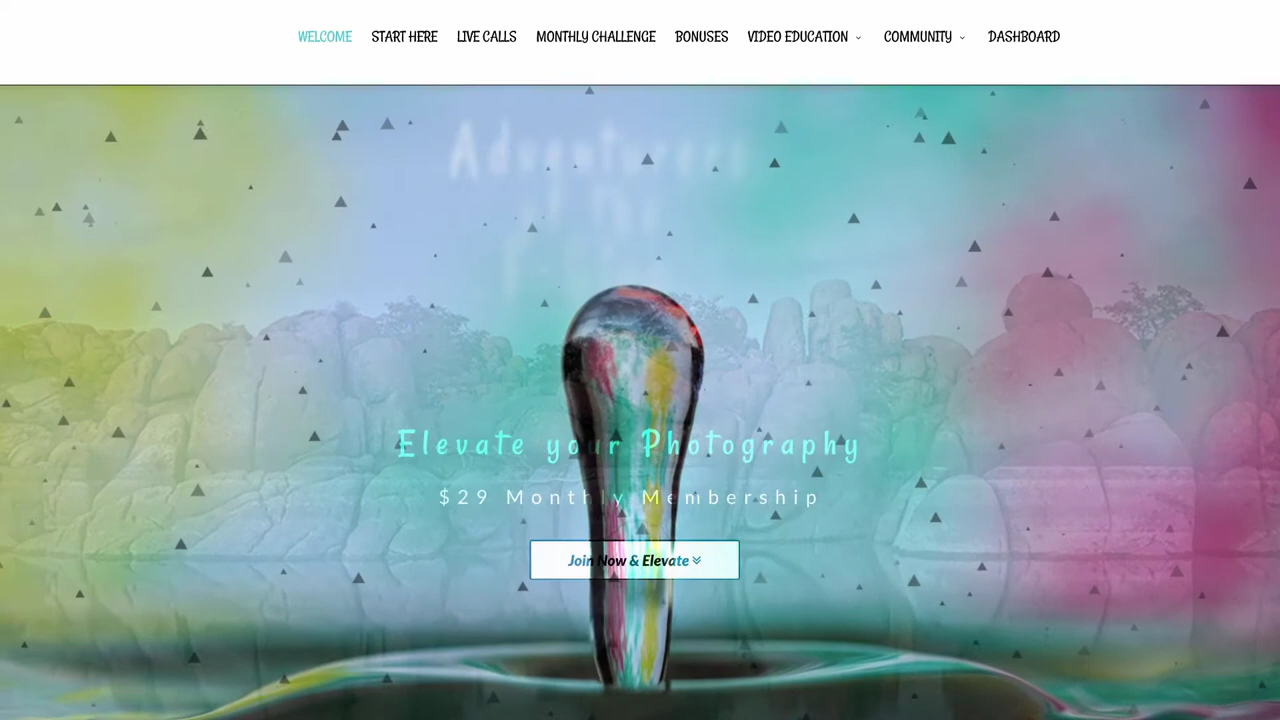 WELCOME START HERE LIVE CALLS MONTHLY CHALLENGE BONUSES VIDEO EDUCATION COMMUNITY DASHBOARD
Adventurers
Elevate your Photography
$29 Monthly Membership
Join Now & Elevate